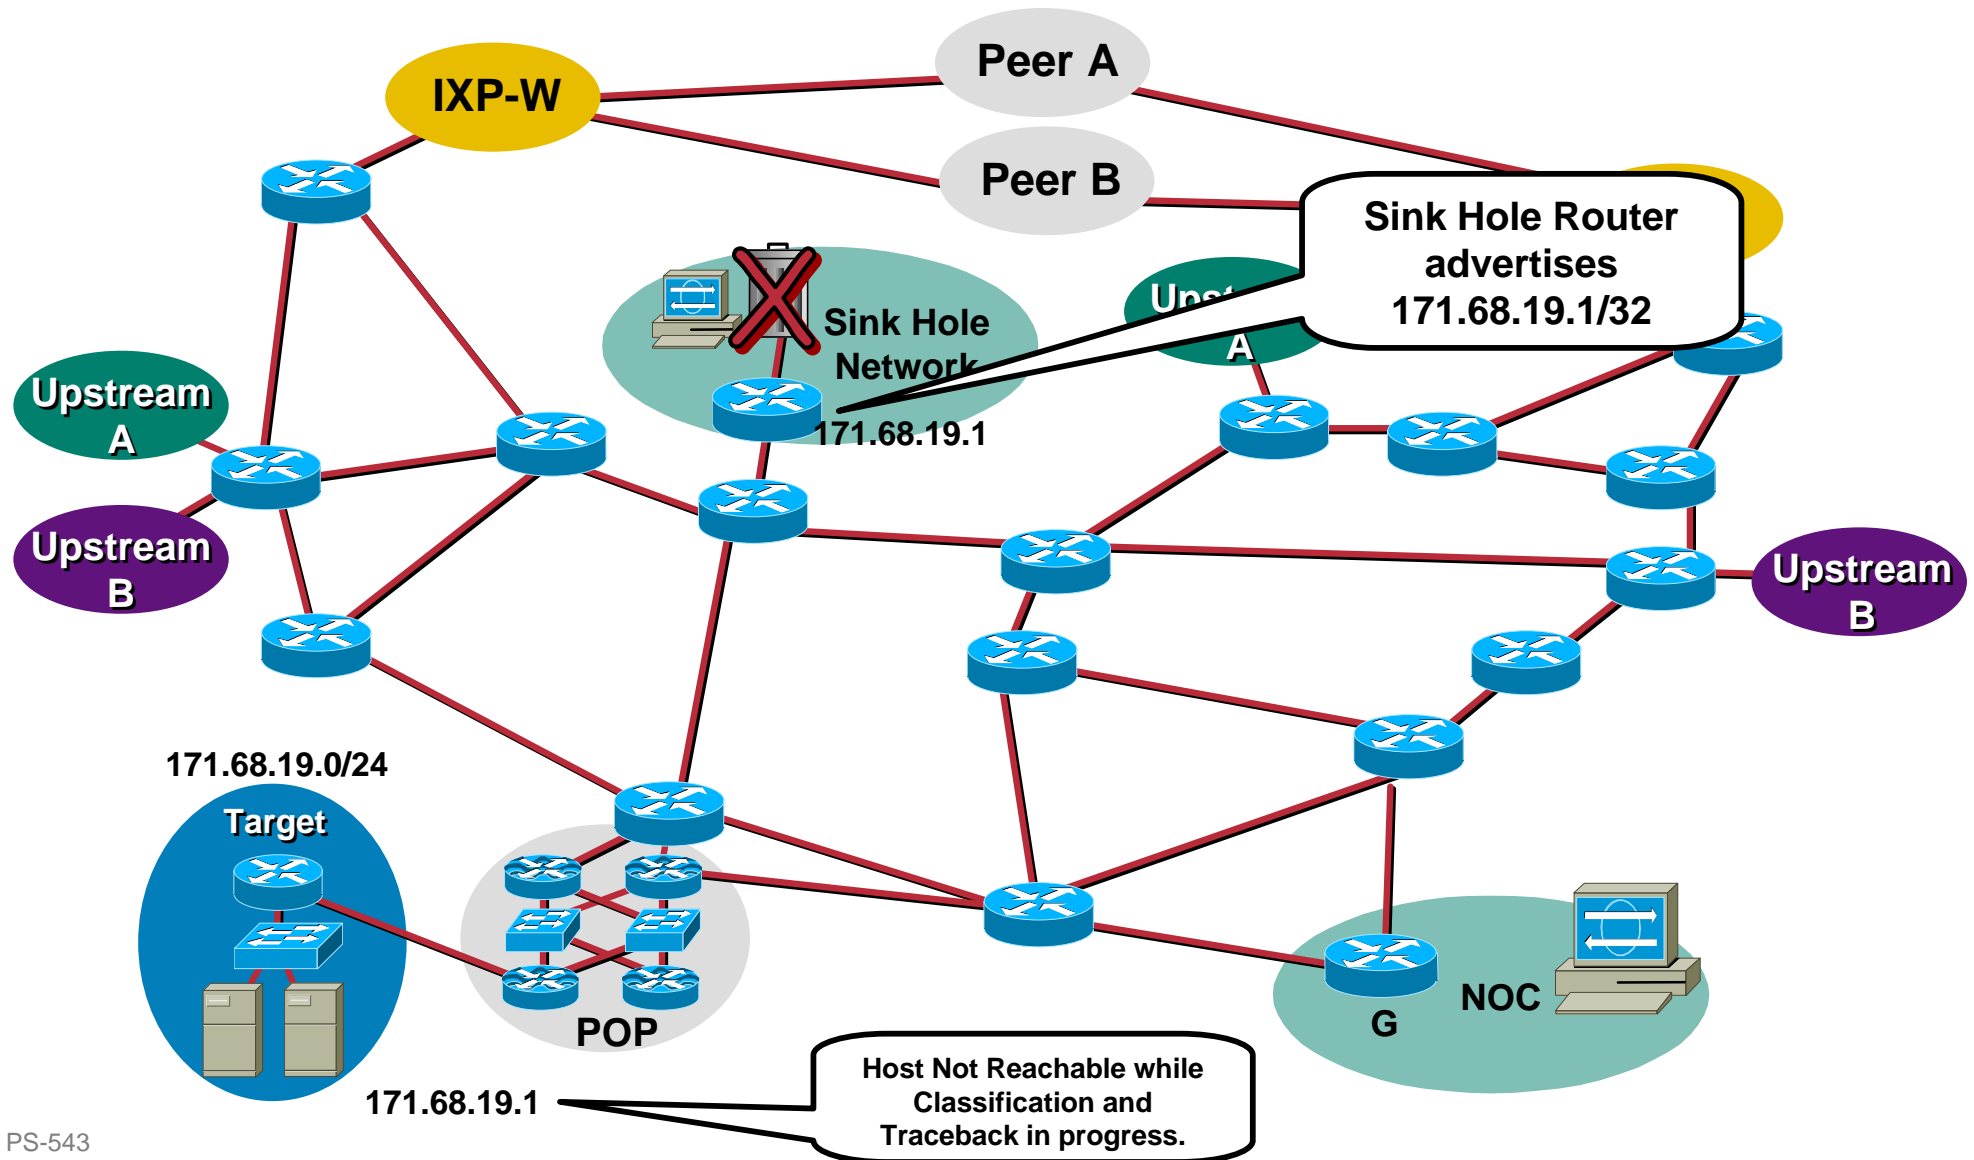 Peer A
IXP-W
Peer B
Sink Hole Router
advertises
171.68.19.1/32
Sink Hole
Network
A
Upstream
A
171.68.19.1
Upstream
B
Upstream
B
171.68.19.0/24
Target
POP
NOC
G
Host Not Reachable while
Classification and
Traceback in progress.
171.68.19.1
PS-543